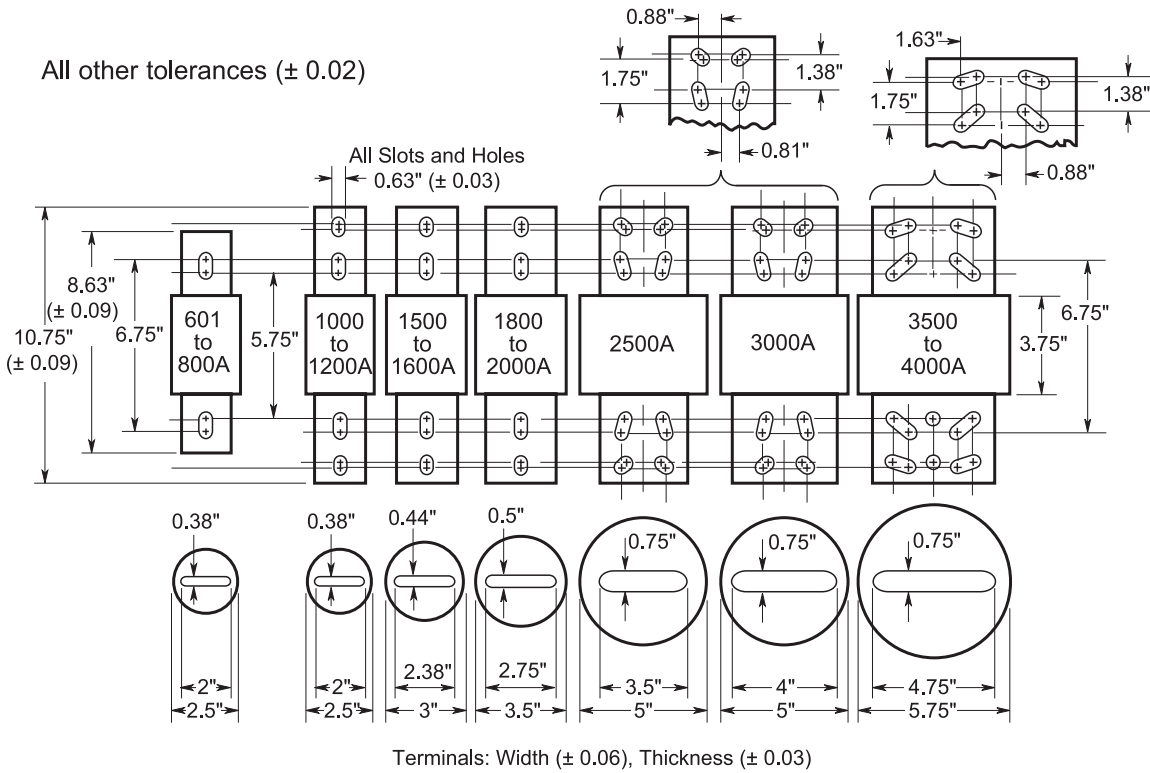 All other tolerances (± 0.02)
0.88"
1.75"
1.38"
0.81"
1.63"
1.75"
1.38"
0.88"
All Slots and Holes
0.63" (± 0.03)
10.75"
(± 0.09)
8.63"
(± 0.09)
6.75"
5.75"
601
to
800A
1000
to
1200A
1500
to
1600A
1800
to
2000A
2500A
3000A
3500
to
4000A
3.75"
6.75"
0.38"
0.38"
0.44"
0.5"
0.75"
0.75"
0.75"
2"
2.5"
2"
2.5"
2.38"
3"
2.75"
3.5"
3.5"
5"
4"
5"
4.75"
5.75"
Terminals: Width (± 0.06), Thickness (± 0.03)